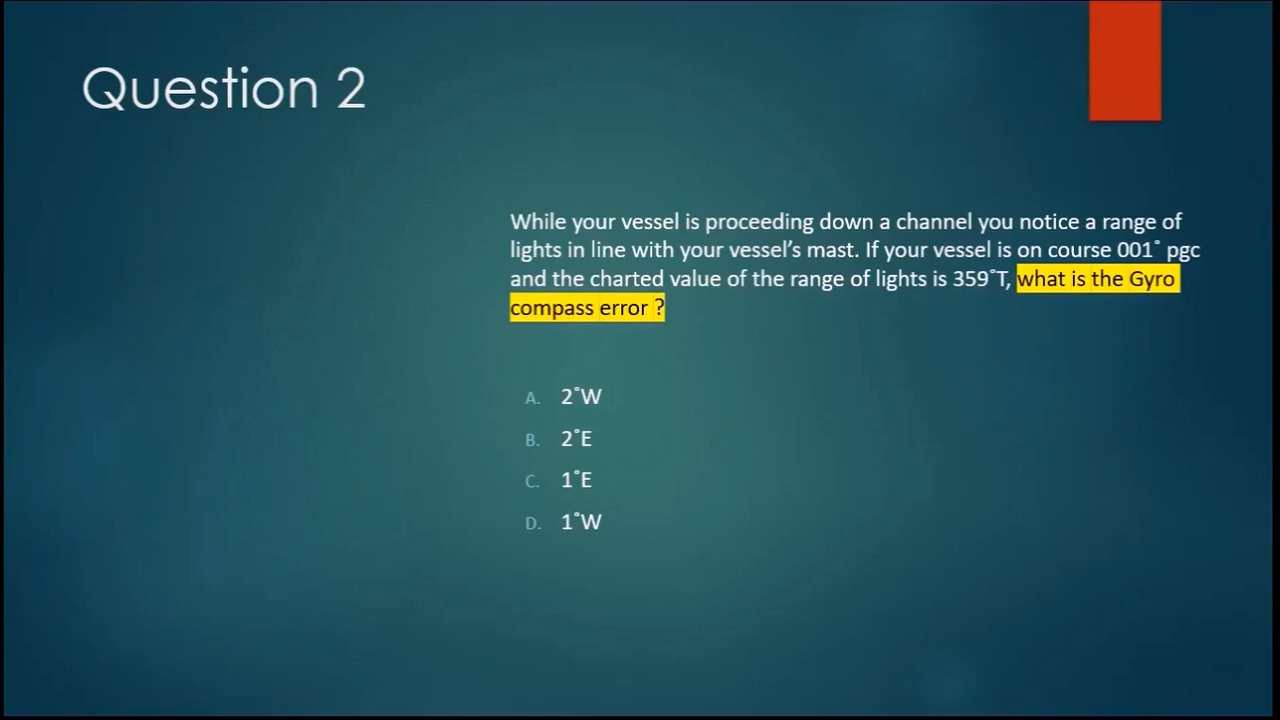 Question 2
While your vessel is proceeding down a channel you notice a range of
lights in line with your vessel’s mast. If your vessel is on course 001˚ pgc
and the charted value of the range of lights is 359˚T, what is the Gyro
compass error ?
A. 2˚W
B. 2˚E
C. 1˚E
D. 1˚W